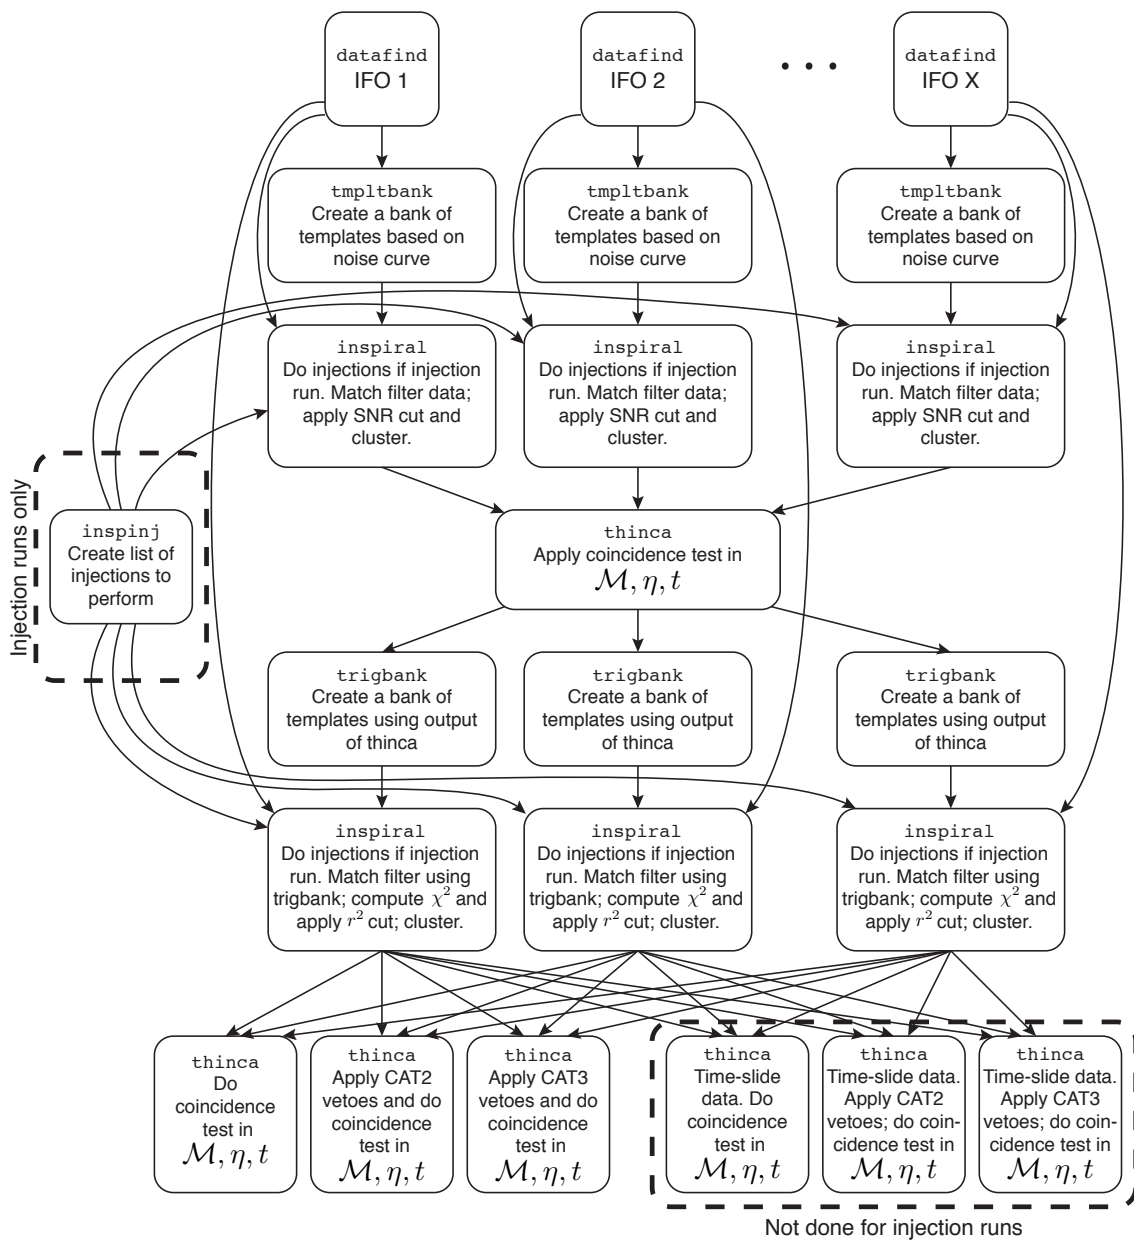 datafind
IFO 1
datafind
IFO 2
• • •
datafind
IFO X
tmpltbank
Create a bank of
templates based on
noise curve
tmpltbank
Create a bank of
templates based on
noise curve
tmpltbank
Create a bank of
templates based on
noise curve
inspiral
Do injections if injection
run. Match filter data;
apply SNR cut and
cluster.
inspiral
Do injections if injection
run. Match filter data;
apply SNR cut and
cluster.
inspiral
Do injections if injection
run. Match filter data;
apply SNR cut and
cluster.
Injection runs only
inspinj
Create list of
injections to
perform
thinca
Apply coincidence test in
ℳ, η, t
trigbank
Create a bank of
templates using output
of thinca
trigbank
Create a bank of
templates using output
of thinca
trigbank
Create a bank of
templates using output
of thinca
inspiral
Do injections if injection
run. Match filter using
trigbank; compute χ² and
apply r² cut; cluster.
inspiral
Do injections if injection
run. Match filter using
trigbank; compute χ² and
apply r² cut; cluster.
inspiral
Do injections if injection
run. Match filter using
trigbank; compute χ² and
apply r² cut; cluster.
thinca
Do
coincidence
test in
ℳ, η, t
thinca
Apply CAT2
vetoes and do
coincidence
test in
ℳ, η, t
thinca
Apply CAT3
vetoes and do
coincidence
test in
ℳ, η, t
thinca
Time-slide
data. Do
coincidence
test in
ℳ, η, t
thinca
Time-slide data.
Apply CAT2
vetoes; do coin-
cidence test in
ℳ, η, t
thinca
Time-slide data.
Apply CAT3
vetoes; do coin-
cidence test in
ℳ, η, t
Not done for injection runs